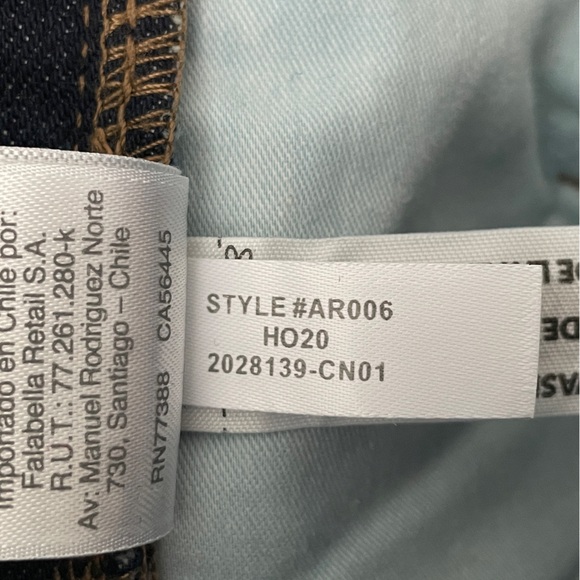 Importado en Chile por:
Falabella Retail S.A.
R.U.T.: 77.261.280-k
Av: Manuel Rodriguez Norte
730, Santiago – Chile
RN77388 CA56445
STYLE #AR006
HO20
2028139-CN01
DE